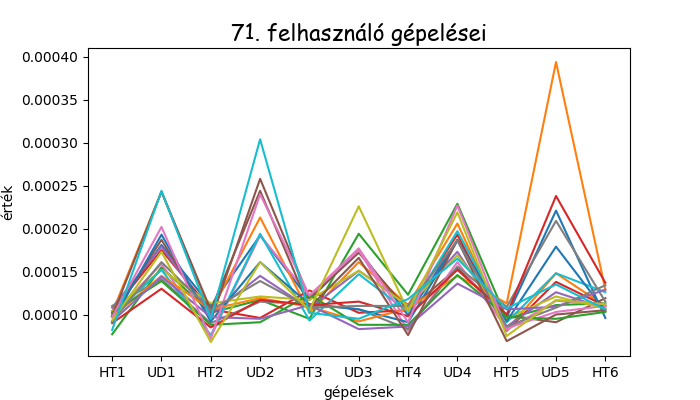 71. felhasználó gépelései
érték
0.00040
0.00035
0.00030
0.00025
0.00020
0.00015
0.00010
HT1 UD1 HT2 UD2 HT3 UD3 HT4 UD4 HT5 UD5 HT6
gépelések